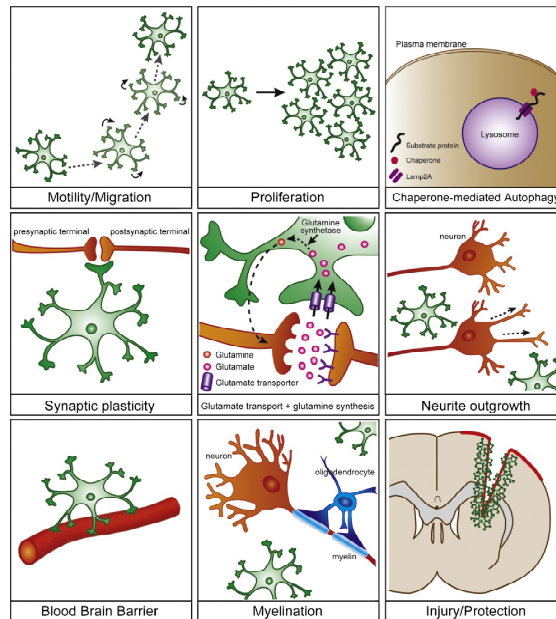 Motility/Migration
Proliferation
Plasma membrane
Lysosome
Substrate protein
Chaperone
Lamp2A
Chaperone-mediated Autophagy
presynaptic terminal
postsynaptic terminal
Synaptic plasticity
Glutamine
synthetase
Glutamine
Glutamate
Glutamate transporter
Glutamate transport + glutamine synthesis
neuron
Neurite outgrowth
Blood Brain Barrier
neuron
oligodendrocyte
myelin
Myelination
Injury/Protection